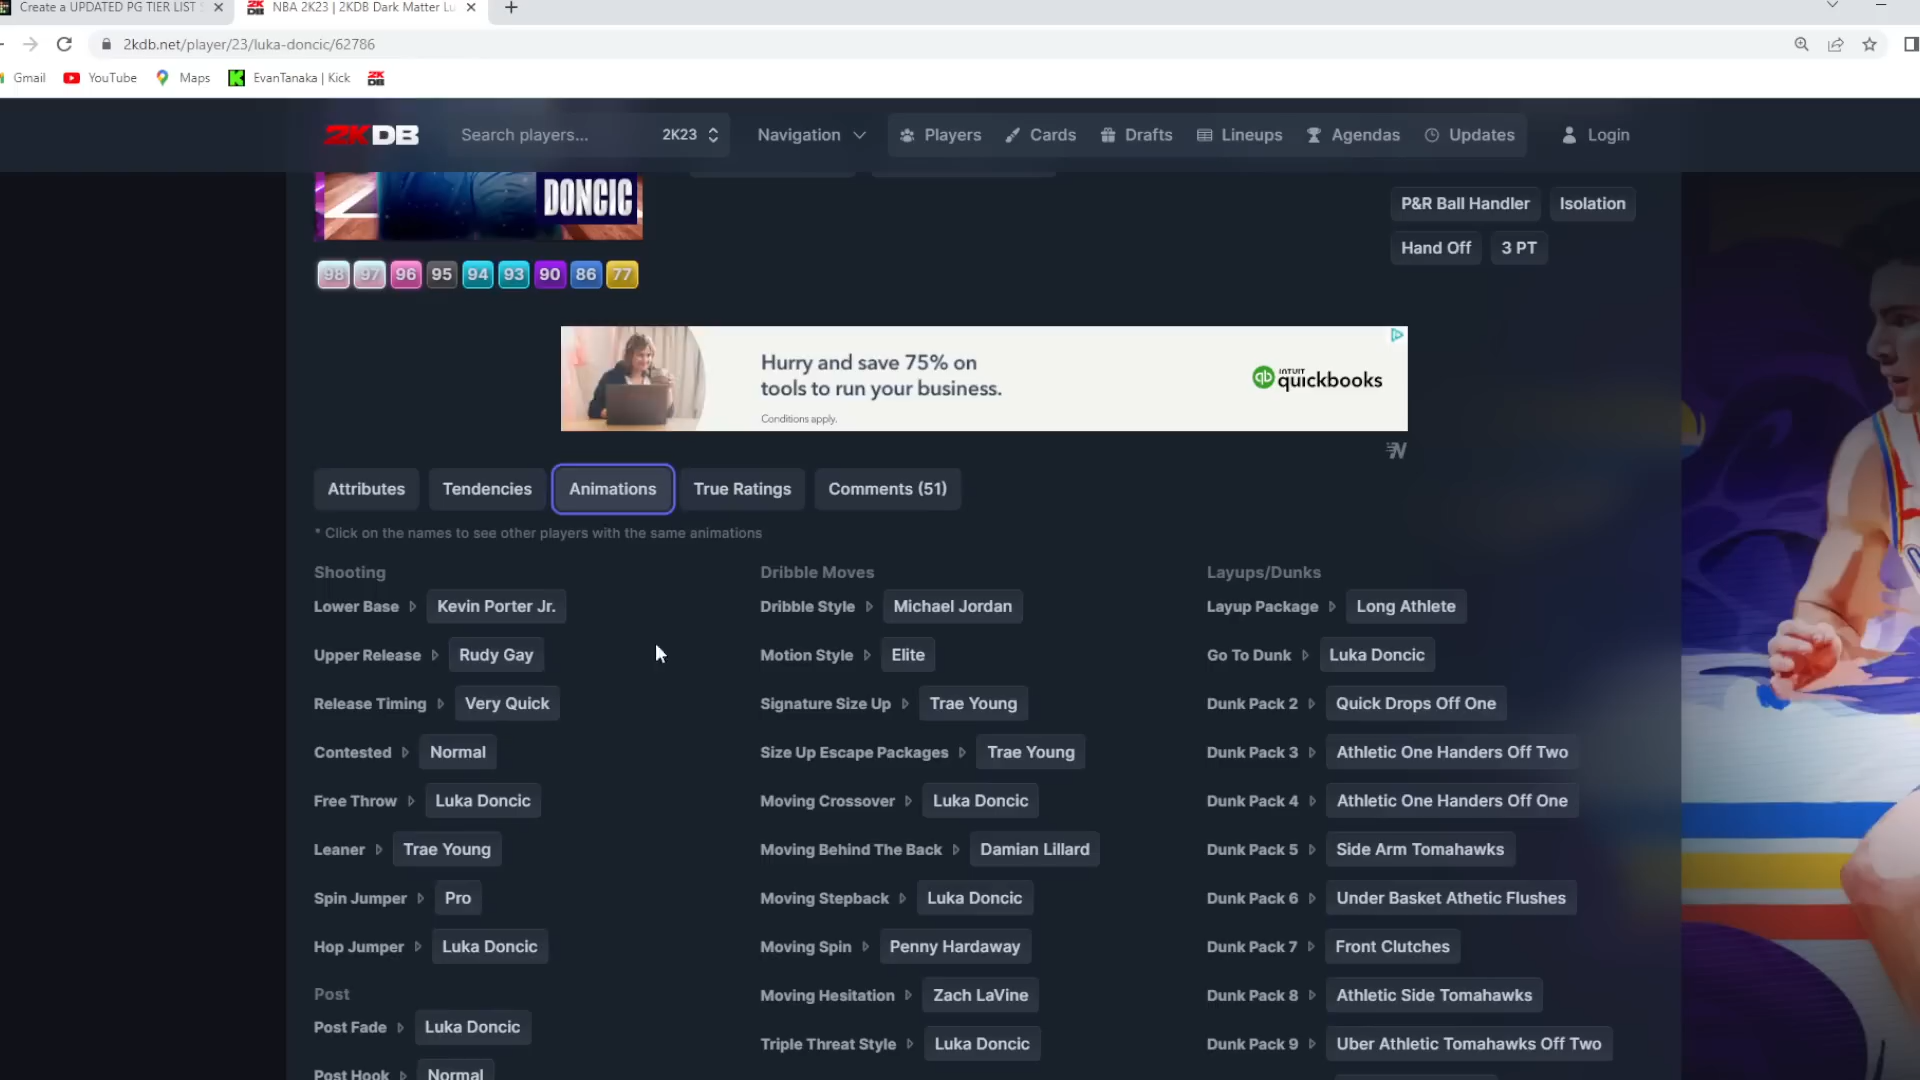 Create a UPDATED PG TIER LIST
NBA 2K23 | 2KDB Dark Matter Lu
2kdb.net/player/23/luka-doncic/62786
Gmail YouTube Maps EvanTanaka | Kick 2K DB
2KDB Search players... 2K23 Navigation Players Cards Drafts Lineups Agendas Updates Login
DONCIC
P&R Ball Handler Isolation
Hand Off 3 PT
98 97 96 95 94 93 90 86 77
Hurry and save 75% on
tools to run your business.
Conditions apply.
INTUIT
quickbooks
Attributes Tendencies Animations True Ratings Comments (51)
* Click on the names to see other players with the same animations
Shooting
Lower Base Kevin Porter Jr.
Upper Release Rudy Gay
Release Timing Very Quick
Contested Normal
Free Throw Luka Doncic
Leaner Trae Young
Spin Jumper Pro
Hop Jumper Luka Doncic
Post
Post Fade Luka Doncic
Post Hook Normal
Dribble Moves
Dribble Style Michael Jordan
Motion Style Elite
Signature Size Up Trae Young
Size Up Escape Packages Trae Young
Moving Crossover Luka Doncic
Moving Behind The Back Damian Lillard
Moving Stepback Luka Doncic
Moving Spin Penny Hardaway
Moving Hesitation Zach LaVine
Triple Threat Style Luka Doncic
Layups/Dunks
Layup Package Long Athlete
Go To Dunk Luka Doncic
Dunk Pack 2 Quick Drops Off One
Dunk Pack 3 Athletic One Handers Off Two
Dunk Pack 4 Athletic One Handers Off One
Dunk Pack 5 Side Arm Tomahawks
Dunk Pack 6 Under Basket Athetic Flushes
Dunk Pack 7 Front Clutches
Dunk Pack 8 Athletic Side Tomahawks
Dunk Pack 9 Uber Athletic Tomahawks Off Two